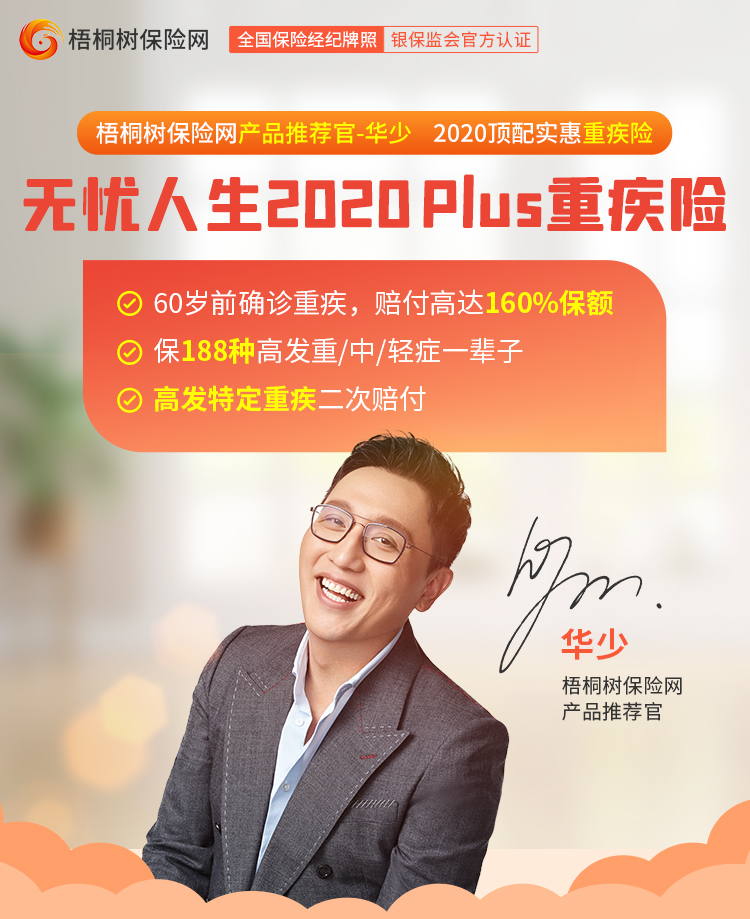 梧桐树保险网 全国保险经纪牌照 银保监会官方认证
梧桐树保险网产品推荐官-华少 2020顶配实惠重疾险
无忧人生2020 Plus重疾险
60岁前确诊重疾，赔付高达160%保额
保188种高发重/中/轻症一辈子
高发特定重疾二次赔付
华少
梧桐树保险网
产品推荐官